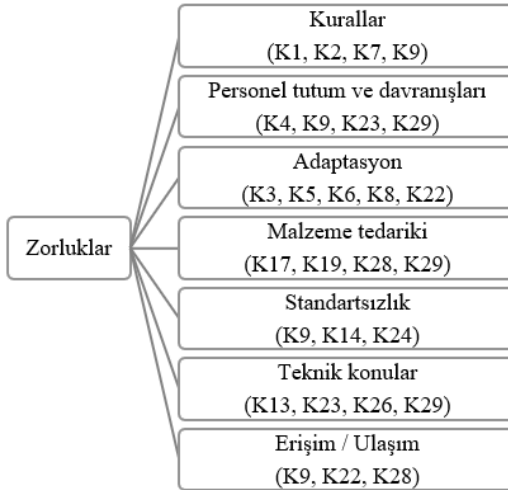 Kurallar
(K1, K2, K7, K9)
Personel tutum ve davranışları
(K4, K9, K23, K29)
Adaptasyon
(K3, K5, K6, K8, K22)
Zorluklar
Malzeme tedariki
(K17, K19, K28, K29)
Standartsızlık
(K9, K14, K24)
Teknik konular
(K13, K23, K26, K29)
Erişim / Ulaşım
(K9, K22, K28)